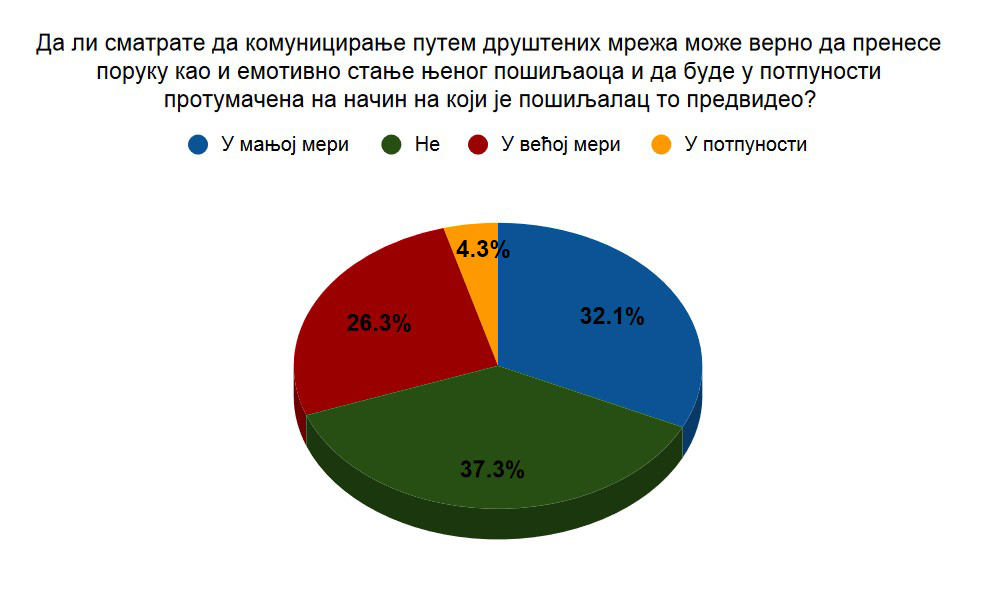 Да ли сматрате да комуницирање путем друштених мрежа може верно да пренесе
поруку као и емотивно стање њеног пошиљаоца и да буде у потпуности
протумачена на начин на који је пошиљалац то предвидео?
У мањој мери Не У већој мери У потпуности
4.3%
32.1%
26.3%
37.3%